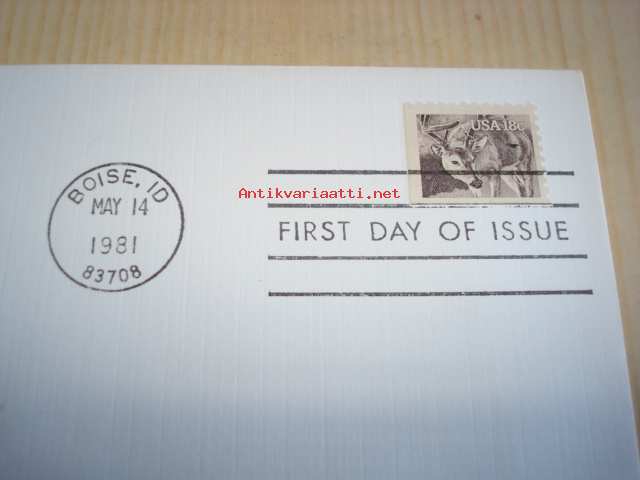 USA 18c
BOISE, ID
MAY 14
1981
83708
Antikvariaatti.net
FIRST DAY OF ISSUE